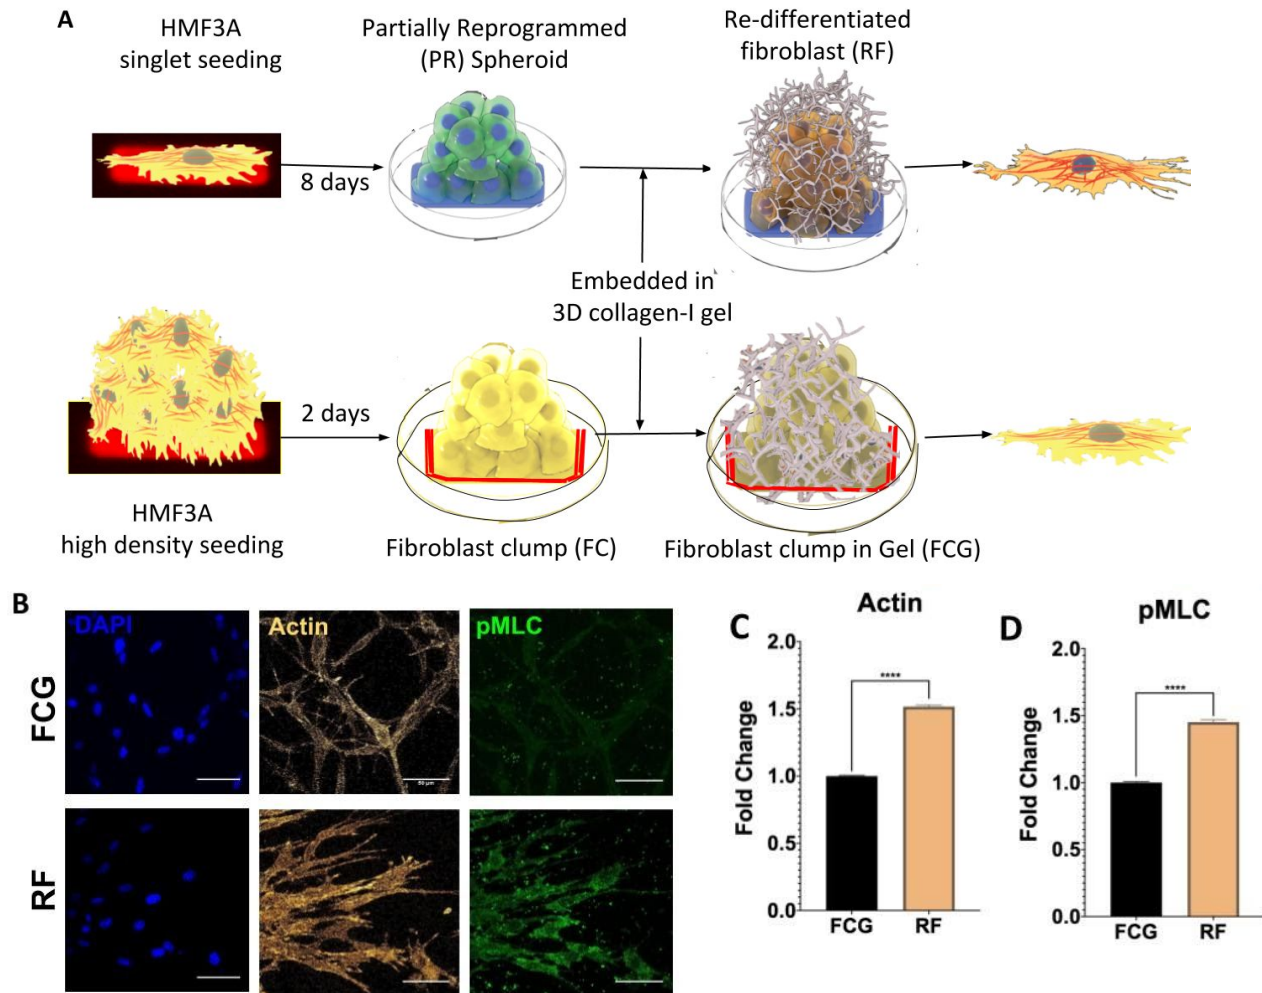 A
HMF3A
singlet seeding
Partially Reprogrammed
(PR) Spheroid
Re-differentiated
fibroblast (RF)
8 days
Embedded in
3D collagen-I gel
2 days
HMF3A
high density seeding
Fibroblast clump (FC)
Fibroblast clump in Gel (FCG)
B
DAPI
Actin
pMLC
FCG
50 µm
RF
C
Actin
Fold Change
2.0
1.5
1.0
0.5
0.0
****
FCG
RF
D
pMLC
Fold Change
2.0
1.5
1.0
0.5
0.0
****
FCG
RF